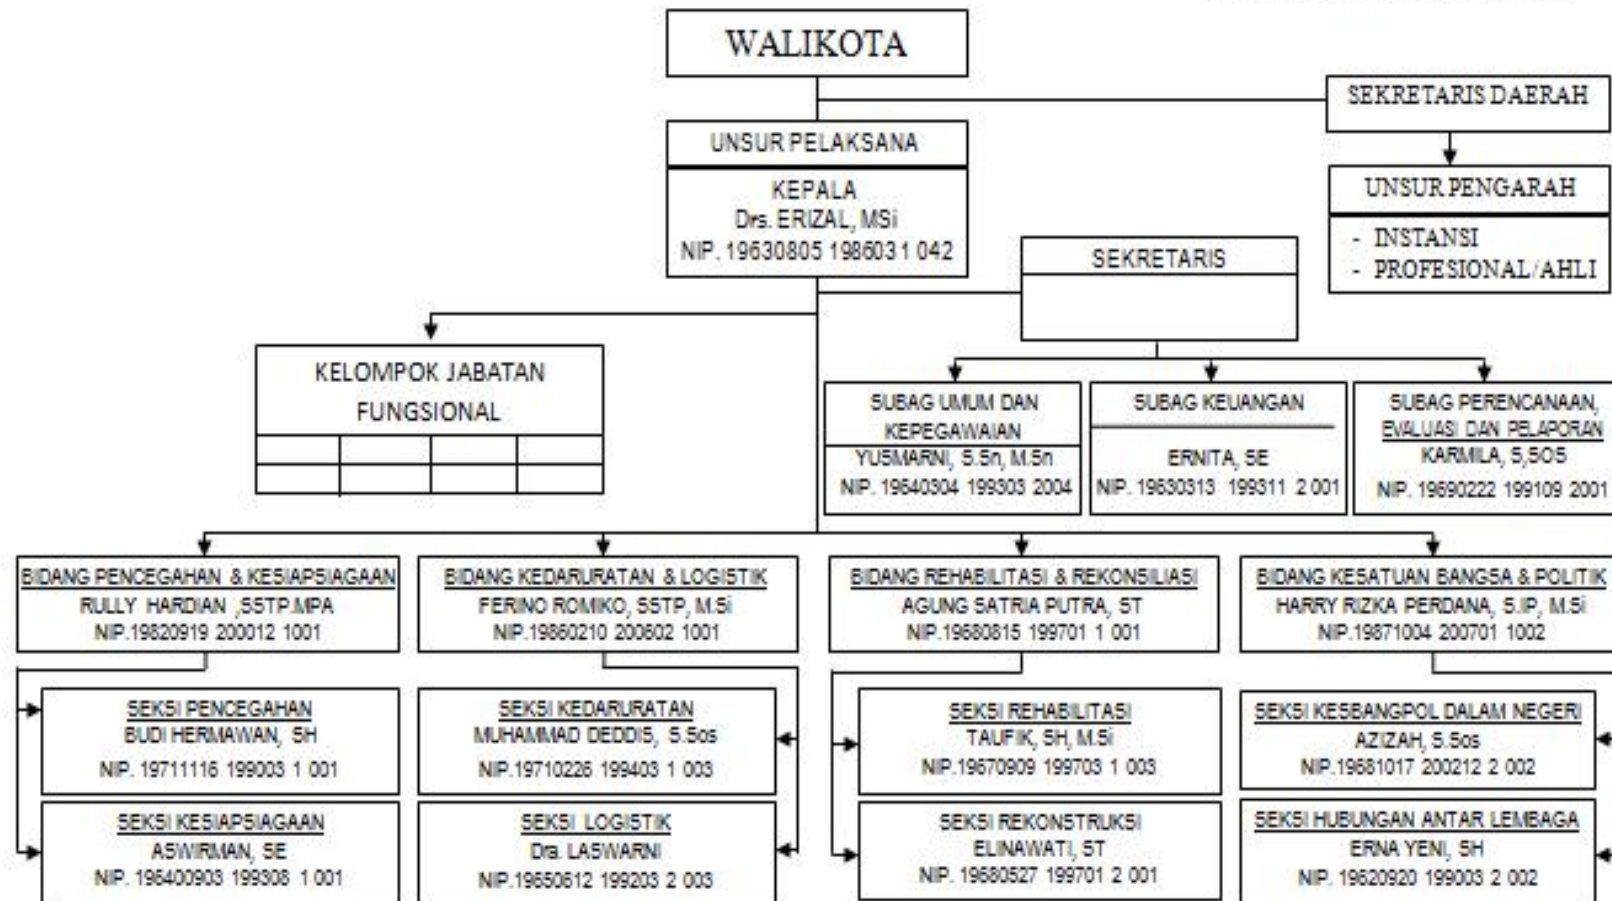 WALIKOTA
SEKRETARIS DAERAH
UNSUR PELAKSANA
KEPALA
Drs. ERIZAL, MSi
NIP. 19630805 198603 1 042
UNSUR PENGARAH
- INSTANSI
- PROFESIONAL/AHLI
SEKRETARIS
KELOMPOK JABATAN
FUNGSIONAL
SUBAG UMUM DAN
KEPEGAWAIAN
YUSMARNI, S.Sn, M.Sn
NIP. 19640304 199303 2004
SUBAG KEUANGAN
ERNITA, SE
NIP. 19630313 199311 2 001
SUBAG PERENCANAAN,
EVALUASI DAN PELAPORAN
KARMILA, S,SOS
NIP. 19690222 199109 2001
BIDANG PENCEGAHAN & KESIAPSIAGAAN
RULLY HARDIAN ,SSTP.MPA
NIP.19820919 200012 1001
BIDANG KEDARURATAN & LOGISTIK
FERINO ROMIKO, SSTP, M.Si
NIP.19860210 200602 1001
BIDANG REHABILITASI & REKONSILIASI
AGUNG SATRIA PUTRA, ST
NIP.19680815 199701 1 001
BIDANG KESATUAN BANGSA & POLITIK
HARRY RIZKA PERDANA, S.IP, M.Si
NIP.19871004 200701 1002
SEKSI PENCEGAHAN
BUDI HERMAWAN, SH
NIP. 19711116 199003 1 001
SEKSI KEDARURATAN
MUHAMMAD DEDDIS, S.Sos
NIP.19710226 199403 1 003
SEKSI REHABILITASI
TAUFIK, SH, M.Si
NIP.19670909 199703 1 003
SEKSI KESBANGPOL DALAM NEGERI
AZIZAH, S.Sos
NIP.19681017 200212 2 002
SEKSI KESIAPSIAGAAN
ASWIRMAN, SE
NIP. 196400903 199308 1 001
SEKSI LOGISTIK
Dra. LASWARNI
NIP.19650612 199203 2 003
SEKSI REKONSTRUKSI
ELINAWATI, ST
NIP. 19680527 199701 2 001
SEKSI HUBUNGAN ANTAR LEMBAGA
ERNA YENI, SH
NIP. 19620920 199003 2 002